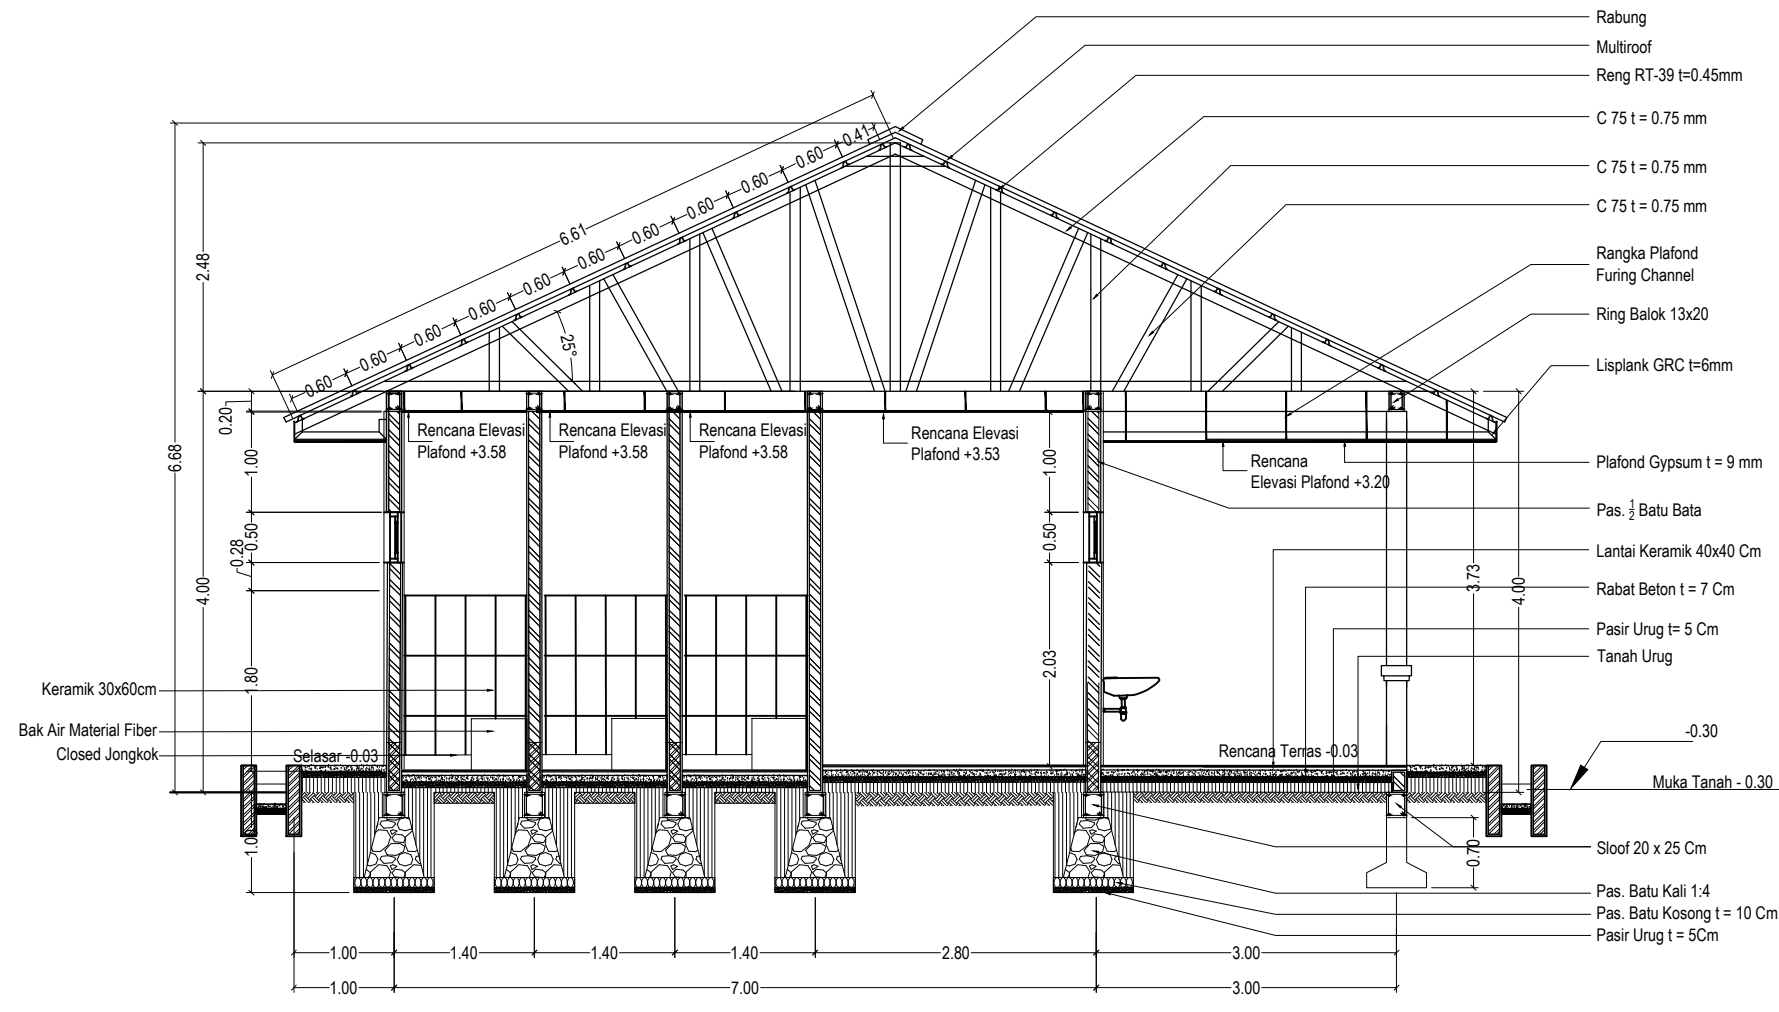 Rabung
Multiroof
Reng RT-39 t=0.45mm
C 75 t = 0.75 mm
C 75 t = 0.75 mm
C 75 t = 0.75 mm
Rangka Plafond
Furing Channel
Ring Balok 13x20
Lisplank GRC t=6mm
Plafond Gypsum t = 9 mm
Pas. 1/2 Batu Bata
Lantai Keramik 40x40 Cm
Rabat Beton t = 7 Cm
Pasir Urug t= 5 Cm
Tanah Urug
-0.30
Muka Tanah - 0.30
Sloof 20 x 25 Cm
Pas. Batu Kali 1:4
Pas. Batu Kosong t = 10 Cm
Pasir Urug t = 5Cm
6.61
0.60
0.60
0.60
0.60
0.60
0.60
0.60
0.60
0.60
0.60
0.41
25°
6.68
2.48
4.00
0.20
1.00
0.50
0.28
1.80
Rencana Elevasi
Plafond +3.58
Rencana Elevasi
Plafond +3.58
Rencana Elevasi
Plafond +3.58
Rencana Elevasi
Plafond +3.53
Rencana
Elevasi Plafond +3.20
1.00
0.50
2.03
3.73
4.00
0.70
Keramik 30x60cm
Bak Air Material Fiber
Closed Jongkok
Selasar -0.03
Rencana Terras -0.03
1.00
1.40
1.40
1.40
2.80
3.00
1.00
7.00
3.00